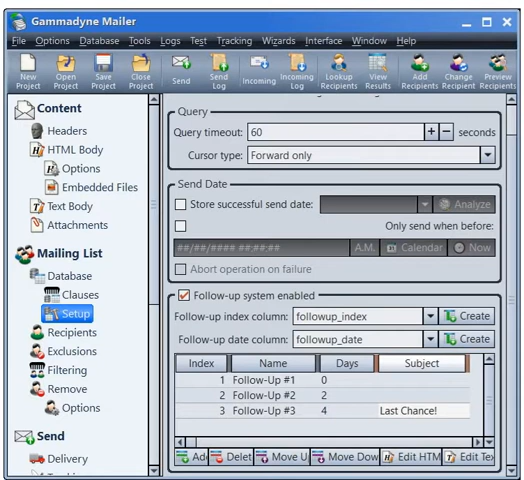 Gammadyne Mailer
File Options Database Tools Logs Test Tracking Wizards Interface Window Help
New Project Open Project Save Project Close Project Send Send Log Incoming Incoming Log Lookup Recipients View Results Add Recipients Change Recipient Preview Recipients
Content
Headers
HTML Body
Options
Embedded Files
Text Body
Attachments
Mailing List
Database
Clauses
Setup
Recipients
Exclusions
Filtering
Remove
Options
Send
Delivery
Query
Query timeout: 60 + − seconds
Cursor type: Forward only
Send Date
Store successful send date: Analyze
Only send when before:
##/##/#### ##:##:## A.M. Calendar Now
Abort operation on failure
Follow-up system enabled
Follow-up index column: followup_index Create
Follow-up date column: followup_date Create
Index Name Days Subject
1 Follow-Up #1 0
2 Follow-Up #2 2
3 Follow-Up #3 4 Last Chance!
Ad Delet Move U Move Dow Edit HTM Edit Te